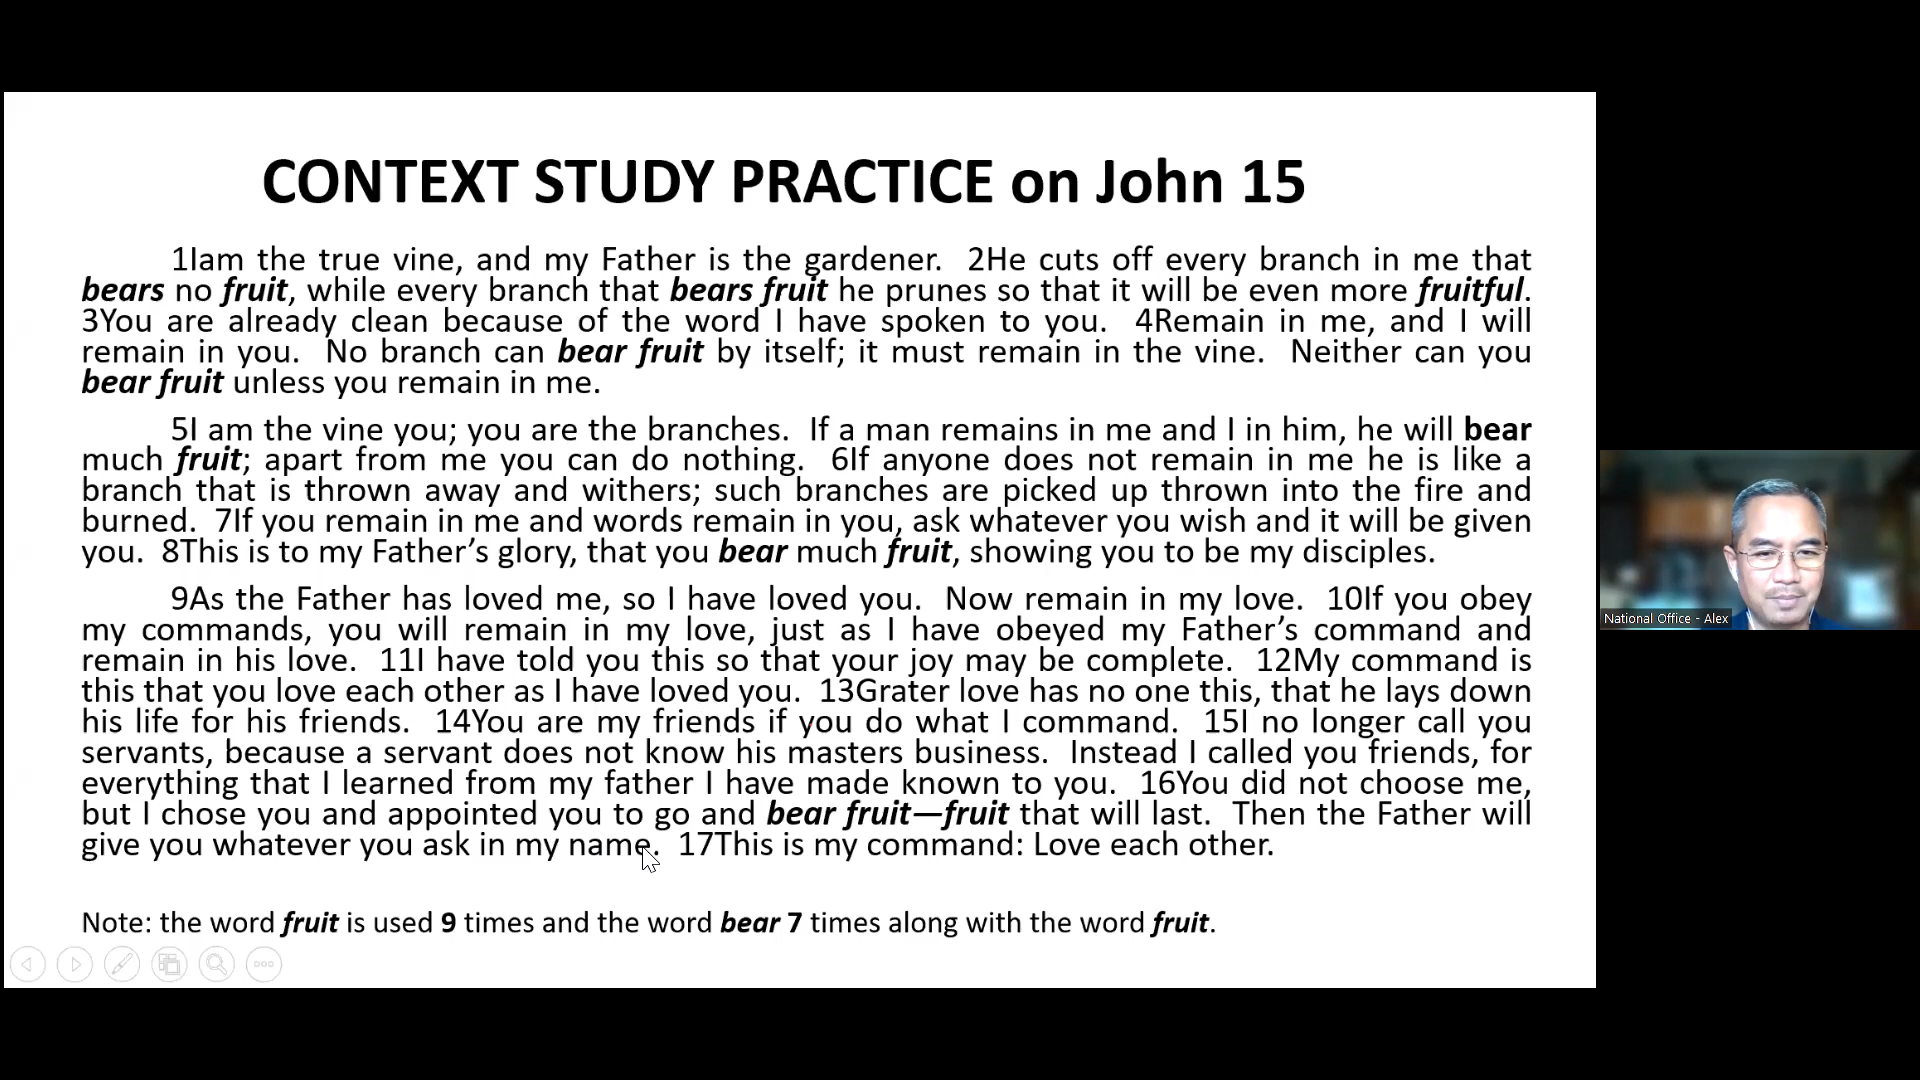 CONTEXT STUDY PRACTICE on John 15
1Iam the true vine, and my Father is the gardener. 2He cuts off every branch in me that
bears no fruit, while every branch that bears fruit he prunes so that it will be even more fruitful.
3You are already clean because of the word I have spoken to you. 4Remain in me, and I will
remain in you. No branch can bear fruit by itself; it must remain in the vine. Neither can you
bear fruit unless you remain in me.
5I am the vine you; you are the branches. If a man remains in me and I in him, he will bear
much fruit; apart from me you can do nothing. 6If anyone does not remain in me he is like a
branch that is thrown away and withers; such branches are picked up thrown into the fire and
burned. 7If you remain in me and words remain in you, ask whatever you wish and it will be given
you. 8This is to my Father’s glory, that you bear much fruit, showing you to be my disciples.
9As the Father has loved me, so I have loved you. Now remain in my love. 10If you obey
my commands, you will remain in my love, just as I have obeyed my Father’s command and
remain in his love. 11I have told you this so that your joy may be complete. 12My command is
this that you love each other as I have loved you. 13Grater love has no one this, that he lays down
his life for his friends. 14You are my friends if you do what I command. 15I no longer call you
servants, because a servant does not know his masters business. Instead I called you friends, for
everything that I learned from my father I have made known to you. 16You did not choose me,
but I chose you and appointed you to go and bear fruit—fruit that will last. Then the Father will
give you whatever you ask in my name. 17This is my command: Love each other.
Note: the word fruit is used 9 times and the word bear 7 times along with the word fruit.
National Office - Alex